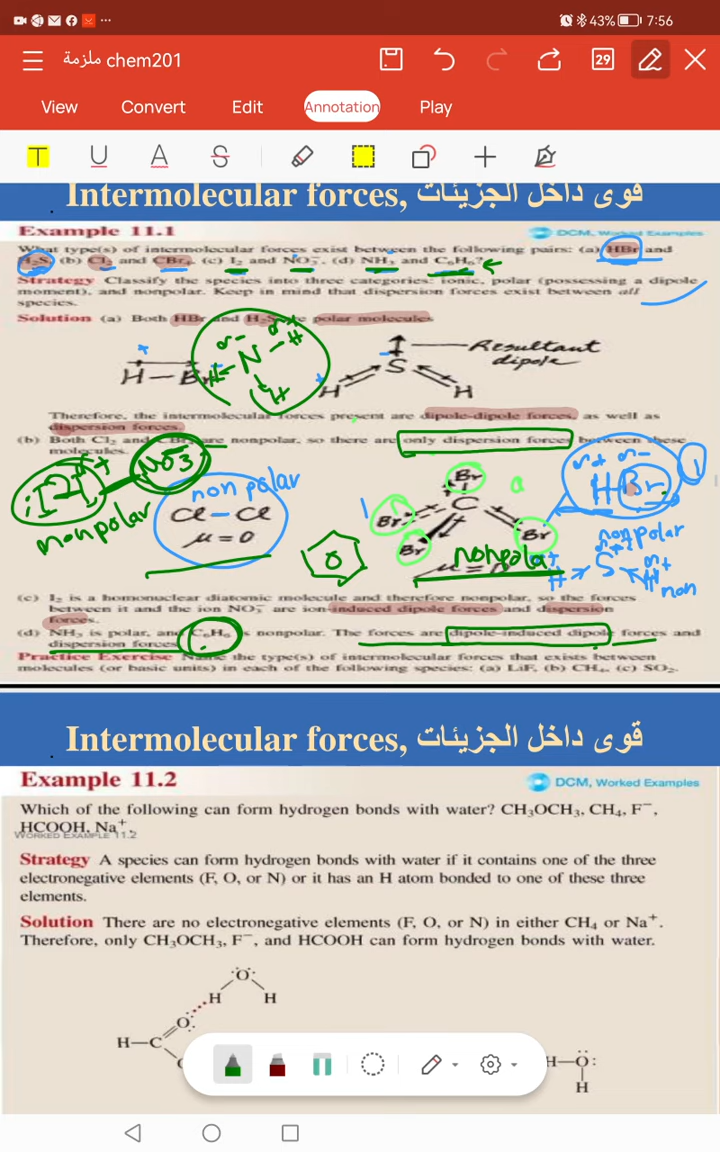 43% 7:56
ملزمة chem201
29
View Convert Edit Annotation Play
T U A S
Intermolecular forces, قوى داخل الجزيئات
Example 11.1
DCM, Worked Examples
What type(s) of intermolecular forces exist between the following pairs: (a) HBr and
H₂S, (b) Cl₂ and CBr₄, (c) I₂ and NO₃⁻, (d) NH₃ and C₆H₆?
Strategy Classify the species into three categories: ionic, polar (possessing a dipole
moment), and nonpolar. Keep in mind that dispersion forces exist between all
species.
Solution (a) Both HBr and H₂S are polar molecules
δ− H
N
H
H
Resultant
dipole
H—Br
S
H H
Therefore, the intermolecular forces present are dipole-dipole forces, as well as
dispersion forces.
(b) Both Cl₂ and CBr₄ are nonpolar, so there are only dispersion forces between these
molecules.
NO3⁻
nonpolar
non polar
Cl—Cl
μ = 0
Br
C
Br
Br
Br
nonpola
δ+ δ−
HBr
1
nonpolar
S
non
(c) I₂ is a homonuclear diatomic molecule and therefore nonpolar, so the forces
between it and the ion NO₃⁻ are ion-induced dipole forces and dispersion
forces.
(d) NH₃ is polar, and C₆H₆ is nonpolar. The forces are dipole-induced dipole forces and
dispersion forces.
Practice Exercise Name the type(s) of intermolecular forces that exists between
molecules (or basic units) in each of the following species: (a) LiF, (b) CH₄, (c) SO₂.
Intermolecular forces, قوى داخل الجزيئات
Example 11.2
DCM, Worked Examples
Which of the following can form hydrogen bonds with water? CH₃OCH₃, CH₄, F⁻,
HCOOH, Na⁺.
WORKED EXAMPLE 11.2
Strategy A species can form hydrogen bonds with water if it contains one of the three
electronegative elements (F, O, or N) or it has an H atom bonded to one of these three
elements.
Solution There are no electronegative elements (F, O, or N) in either CH₄ or Na⁺.
Therefore, only CH₃OCH₃, F⁻, and HCOOH can form hydrogen bonds with water.
O
H H
O:
H—C
H—O:
H